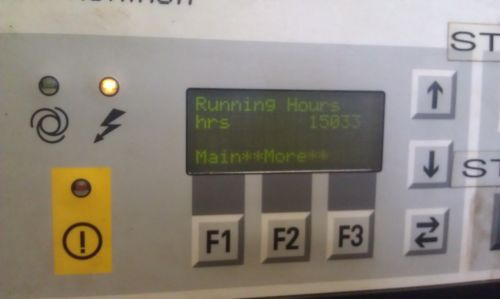 ST
Running Hours
hrs 15033
Main**More**
ST
F1 F2 F3